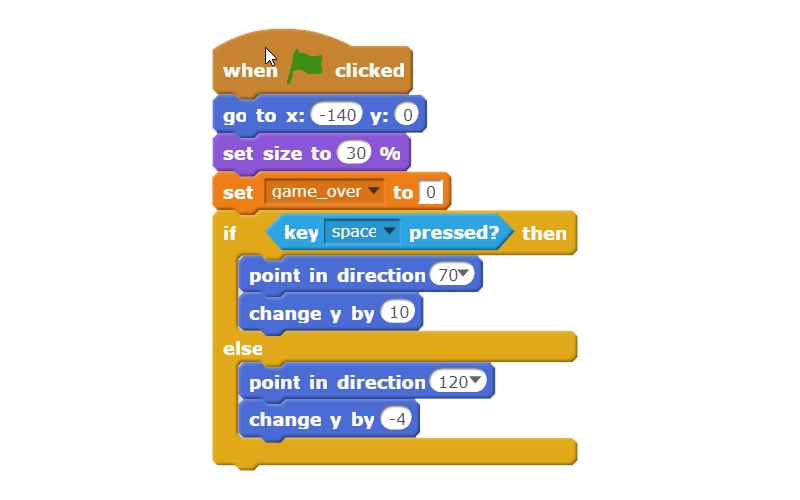 when clicked
go to x: -140 y: 0
set size to 30 %
set game_over to 0
if key space pressed? then
point in direction 70
change y by 10
else
point in direction 120
change y by -4